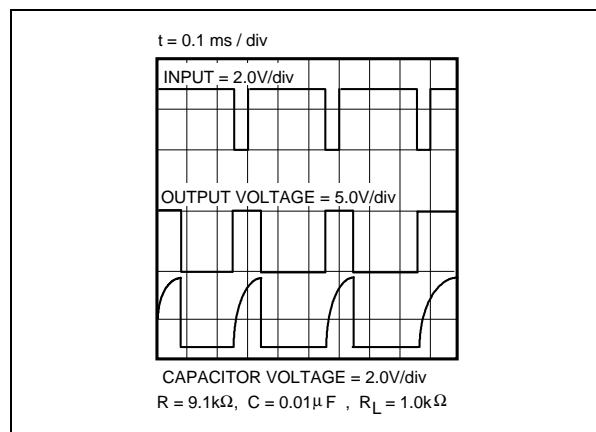 t = 0.1 ms / div
INPUT = 2.0V/div
OUTPUT VOLTAGE = 5.0V/div
CAPACITOR VOLTAGE = 2.0V/div
R = 9.1kΩ, C = 0.01µF , RL = 1.0kΩ